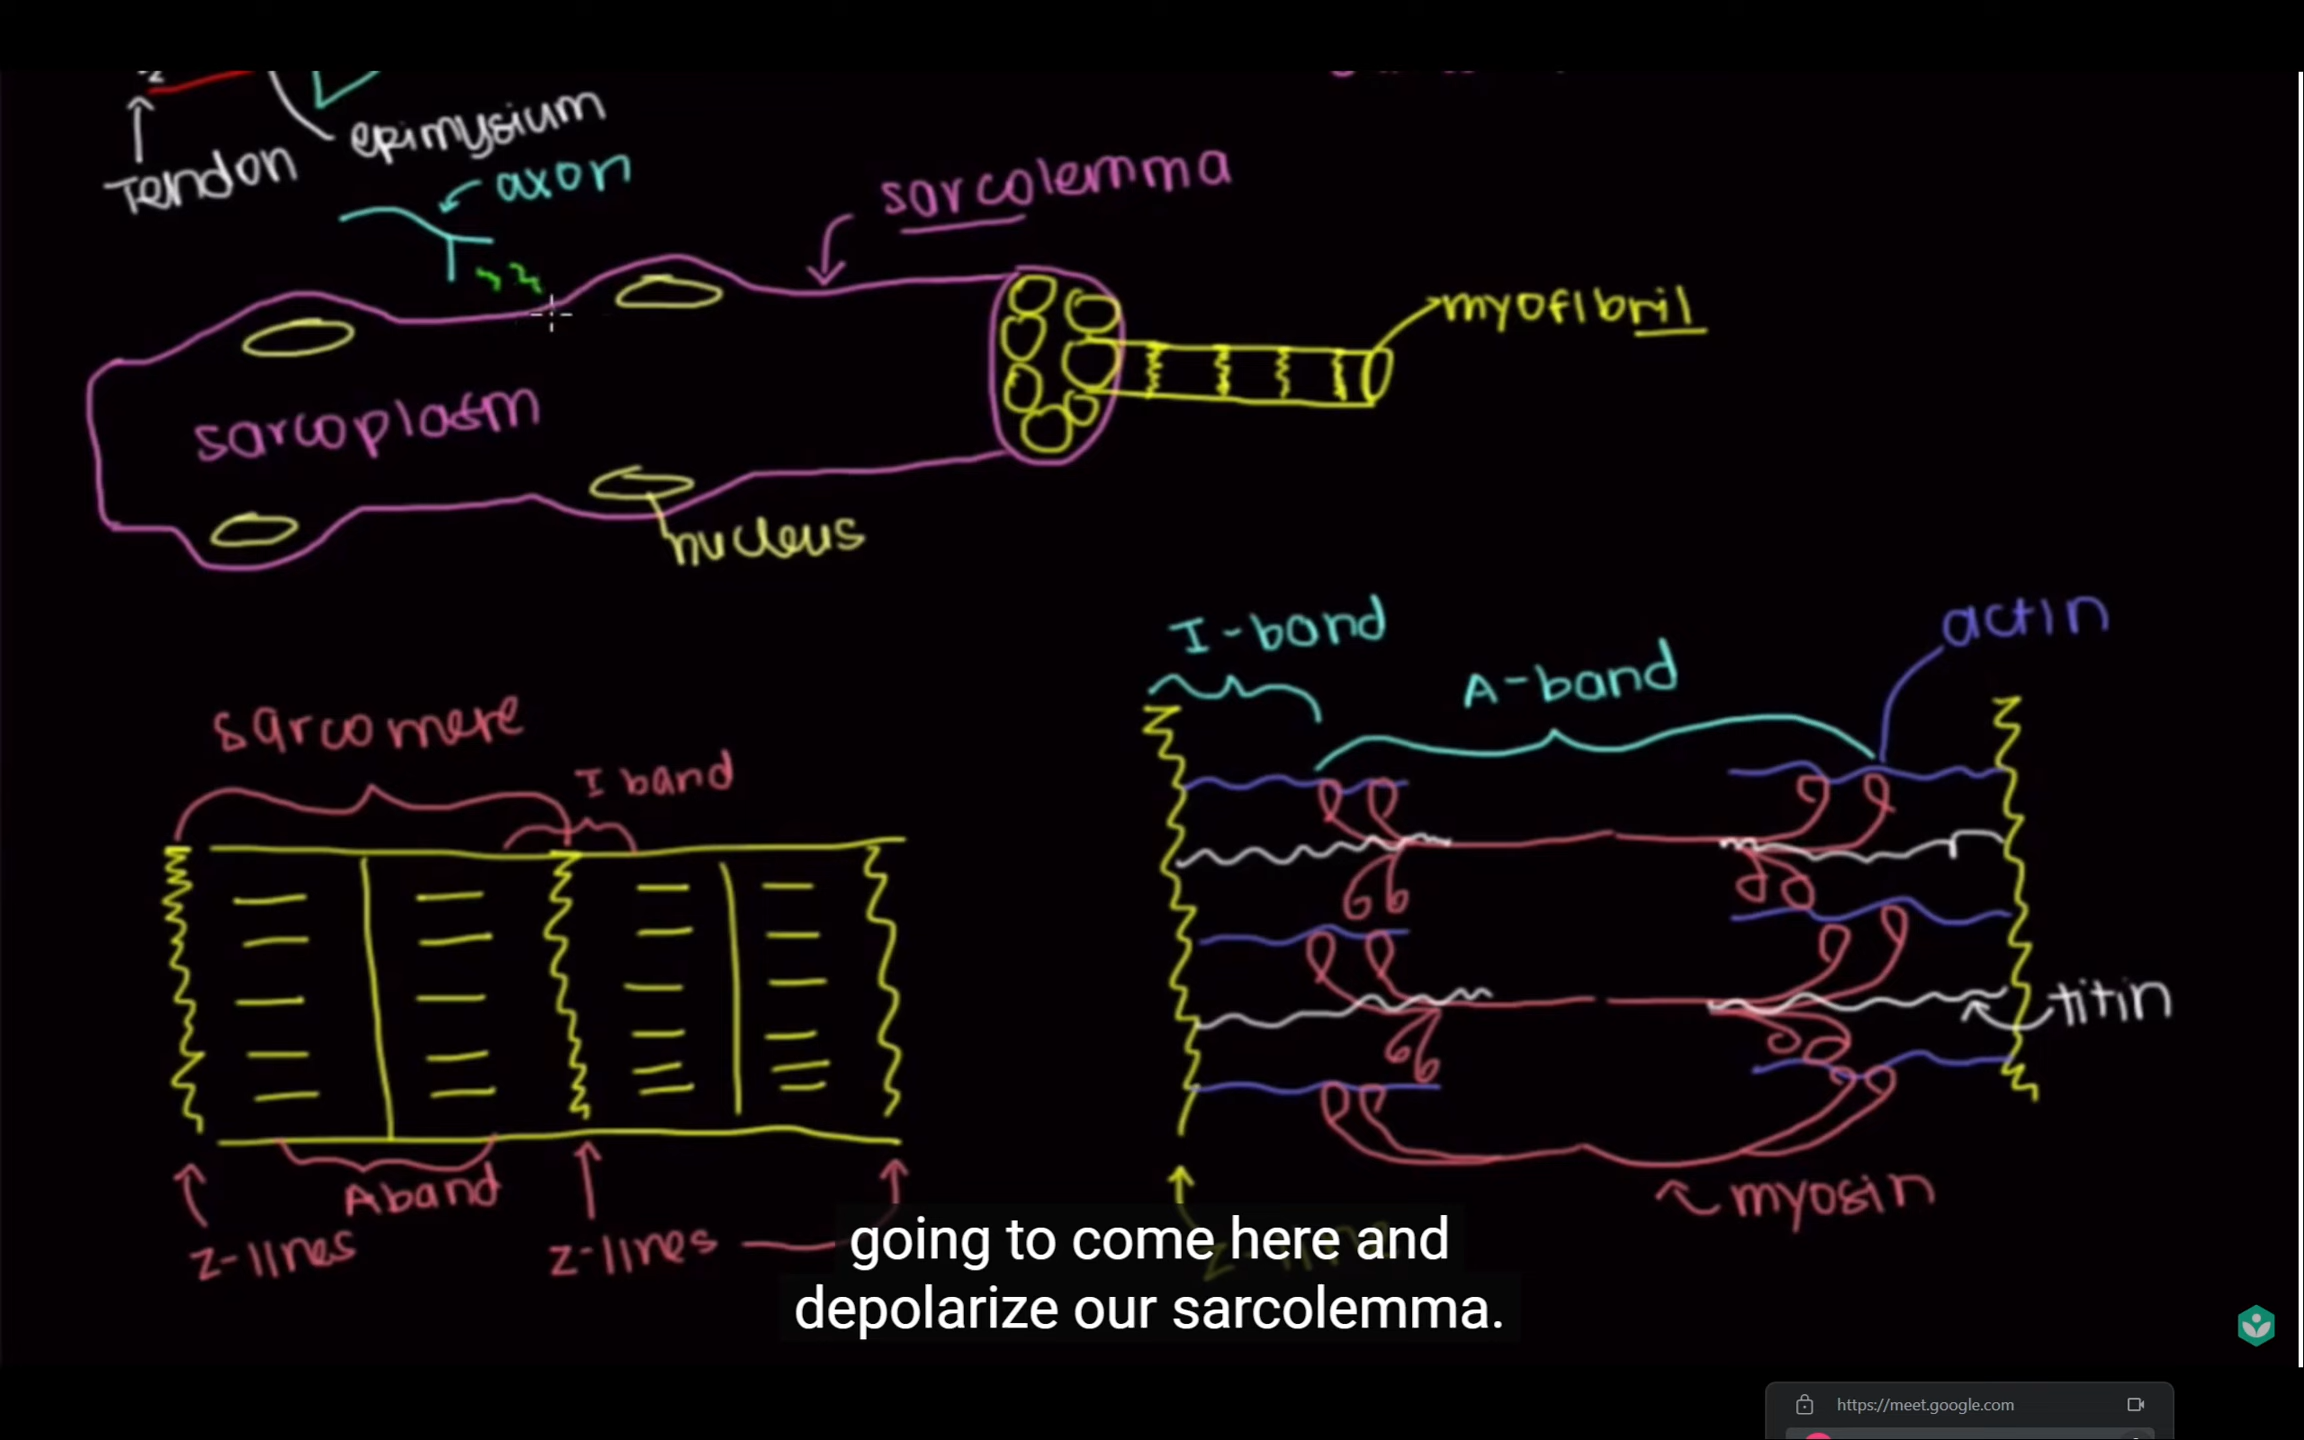 Tendon
epimysium
axon
sarcolemma
myofibril
sarcoplasm
nucleus
I-band
A-band
actin
sarcomere
I band
titin
A band
myosin
z-lines
z-lines
going to come here and
depolarize our sarcolemma.
https://meet.google.com